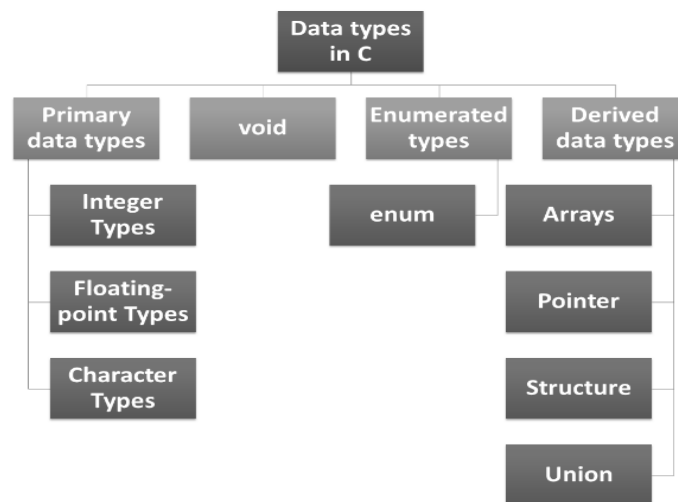 Data types
in C
Primary
data types
void
Enumerated
types
Derived
data types
Integer
Types
Floating-
point Types
Character
Types
enum
Arrays
Pointer
Structure
Union